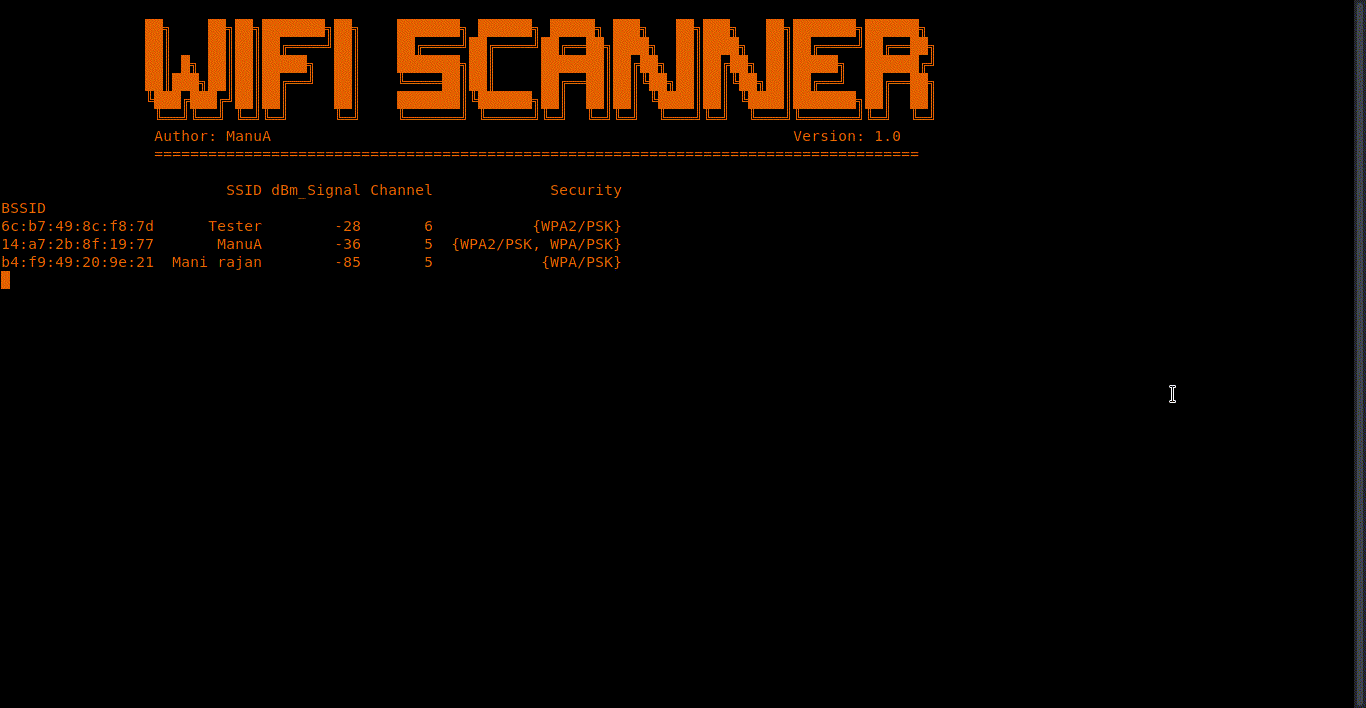 WIFI SCANNER
Author: ManuA Version: 1.0
=====================================================================================
SSID dBm_Signal Channel Security
BSSID
6c:b7:49:8c:f8:7d Tester -28 6 {WPA2/PSK}
14:a7:2b:8f:19:77 ManuA -36 5 {WPA2/PSK, WPA/PSK}
b4:f9:49:20:9e:21 Mani rajan -85 5 {WPA/PSK}